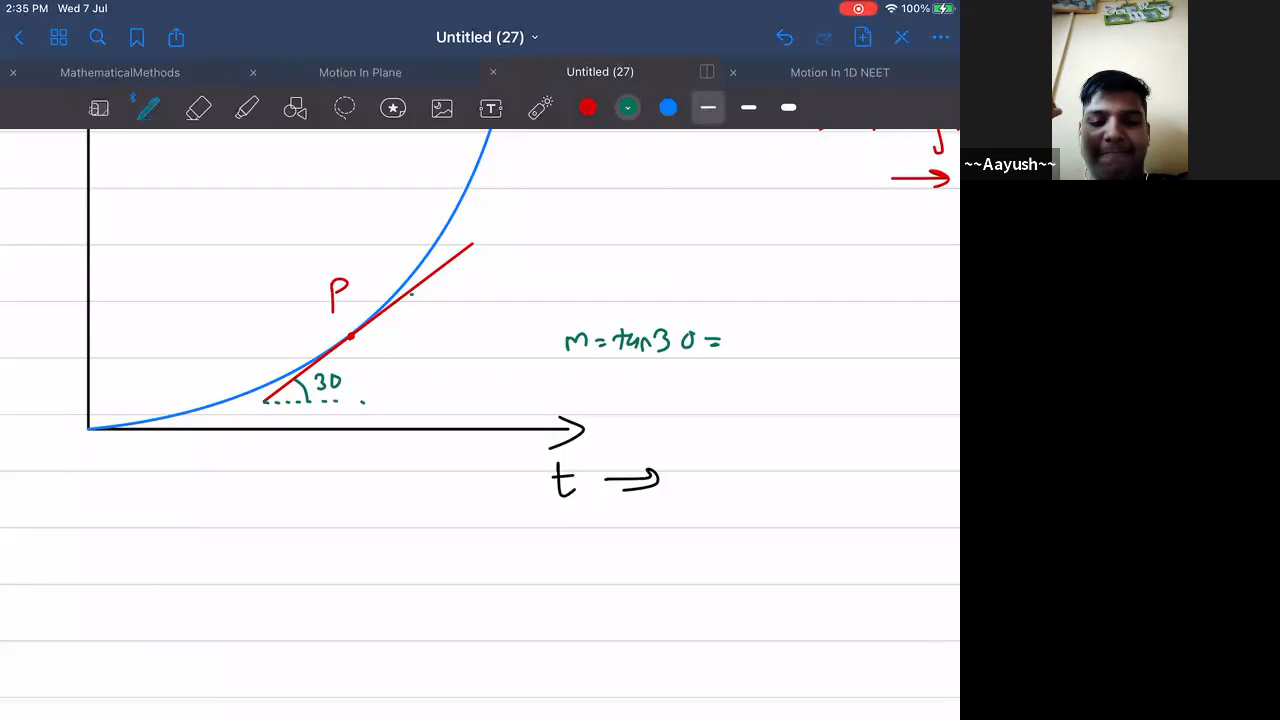 2:35 PM Wed 7 Jul
100%
Untitled (27)
MathematicalMethods
Motion In Plane
Untitled (27)
Motion In 1D NEET
~~Aayush~~
P
m = tan 30 =
30
t